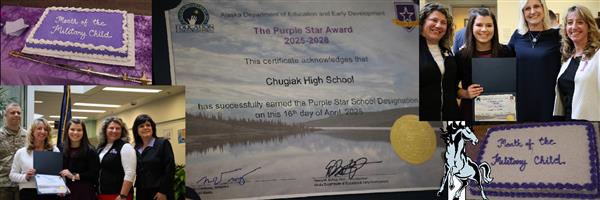 Month of the
Military Child
Alaska Department of Education and Early Development
The Purple Star Award
2025-2028
This certificate acknowledges that
Chugiak High School
has successfully earned the Purple Star School Designation
on this 16th day of April, 2025
Month of the
Military Child.